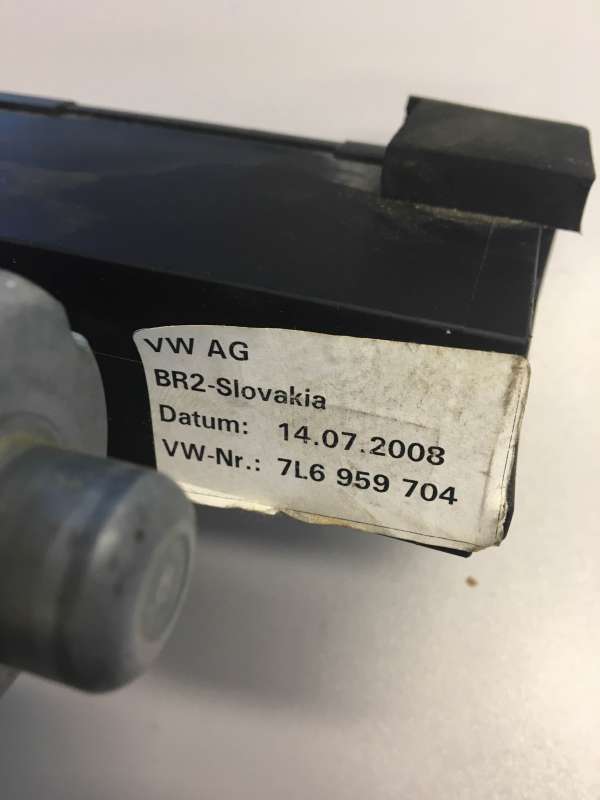 VW AG
BR2-Slovakia
Datum: 14.07.2008
VW-Nr.: 7L6 959 704